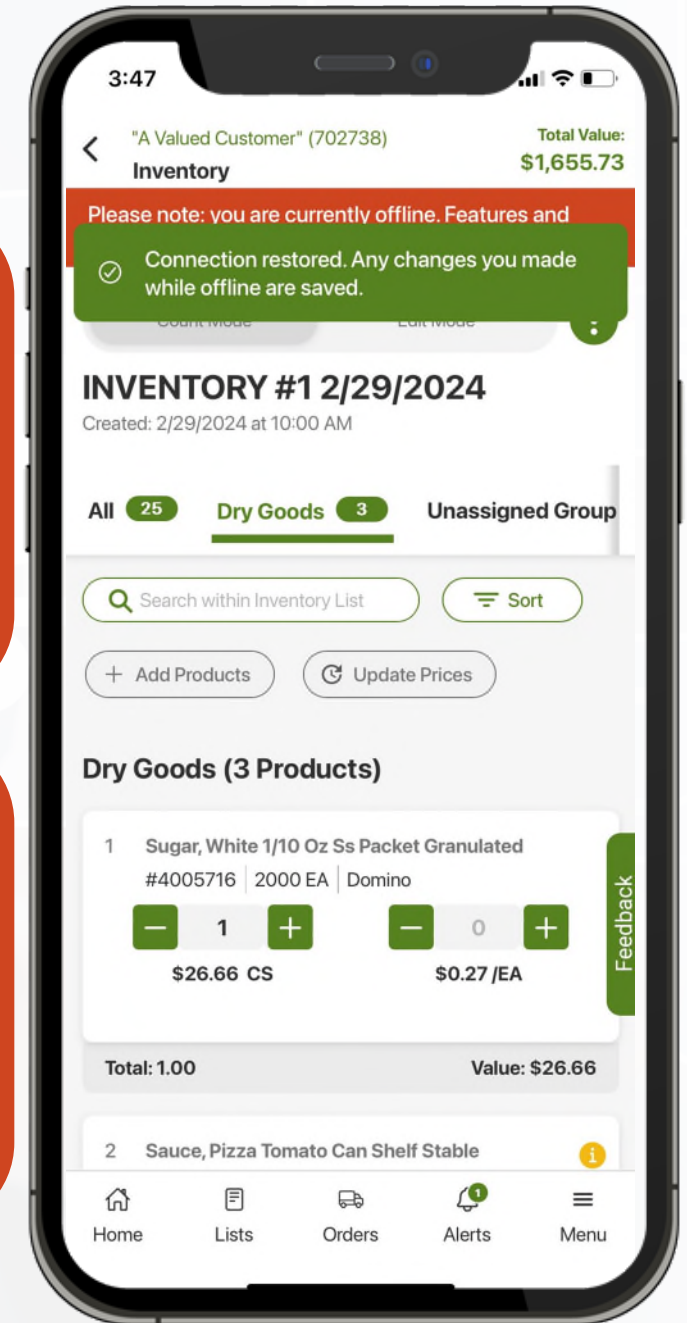 3:47
"A Valued Customer" (702738)
Total Value:
Inventory
$1,655.73
Please note: you are currently offline. Features and
Connection restored. Any changes you made
while offline are saved.
Count Mode
Edit Mode
INVENTORY #1 2/29/2024
Created: 2/29/2024 at 10:00 AM
All 25
Dry Goods 3
Unassigned Group
Search within Inventory List
Sort
+ Add Products
Update Prices
Dry Goods (3 Products)
1 Sugar, White 1/10 Oz Ss Packet Granulated
#4005716 | 2000 EA | Domino
− 1 +
− 0 +
$26.66 CS
$0.27 /EA
Feedback
Total: 1.00
Value: $26.66
2 Sauce, Pizza Tomato Can Shelf Stable
i
1
Home
Lists
Orders
Alerts
Menu